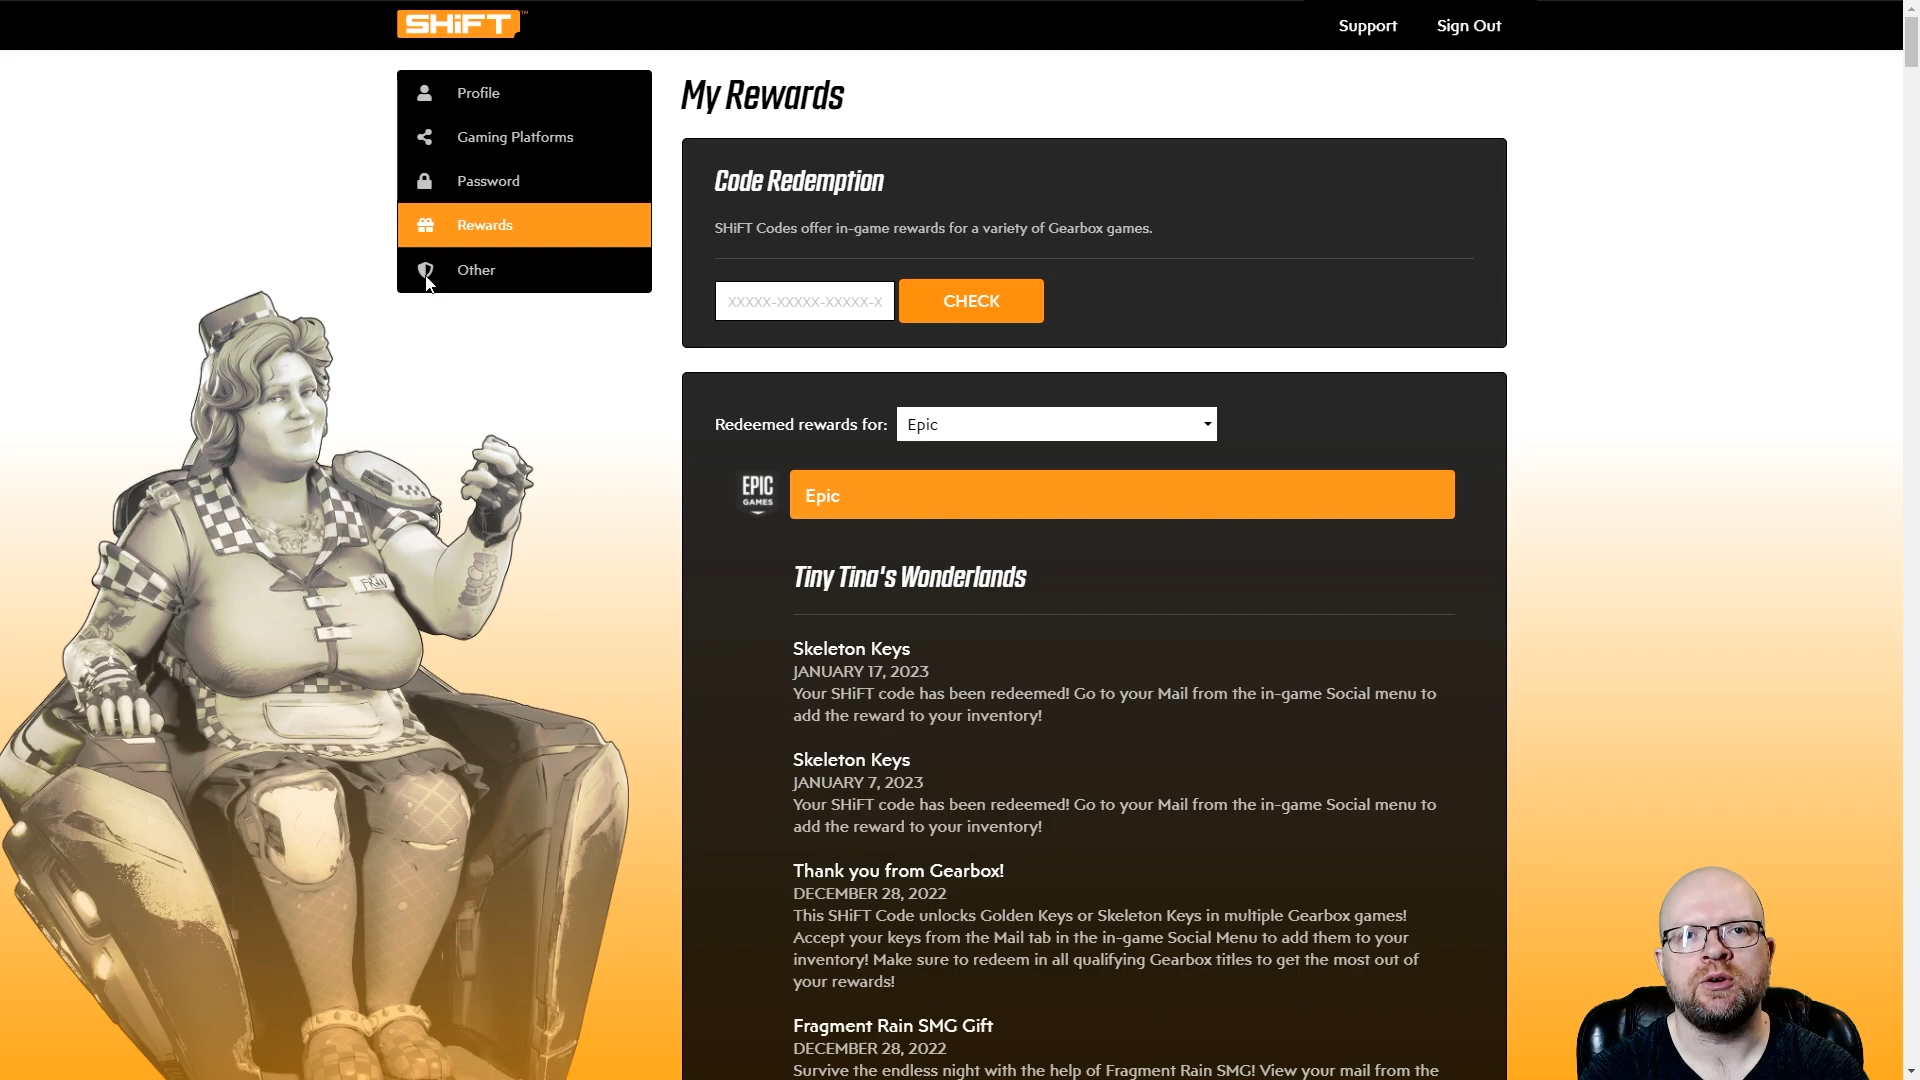 SHiFT™
Support
Sign Out
Profile
Gaming Platforms
Password
Rewards
Other
My Rewards
Code Redemption
SHiFT Codes offer in-game rewards for a variety of Gearbox games.
XXXXX-XXXXX-XXXXX-X
CHECK
Redeemed rewards for:
Epic
EPIC
GAMES
Epic
Tiny Tina's Wonderlands
Skeleton Keys
JANUARY 17, 2023
Your SHiFT code has been redeemed! Go to your Mail from the in-game Social menu to
add the reward to your inventory!
Skeleton Keys
JANUARY 7, 2023
Your SHiFT code has been redeemed! Go to your Mail from the in-game Social menu to
add the reward to your inventory!
Thank you from Gearbox!
DECEMBER 28, 2022
This SHiFT Code unlocks Golden Keys or Skeleton Keys in multiple Gearbox games!
Accept your keys from the Mail tab in the in-game Social Menu to add them to your
inventory! Make sure to redeem in all qualifying Gearbox titles to get the most out of
your rewards!
Fragment Rain SMG Gift
DECEMBER 28, 2022
Survive the endless night with the help of Fragment Rain SMG! View your mail from the
FRAN